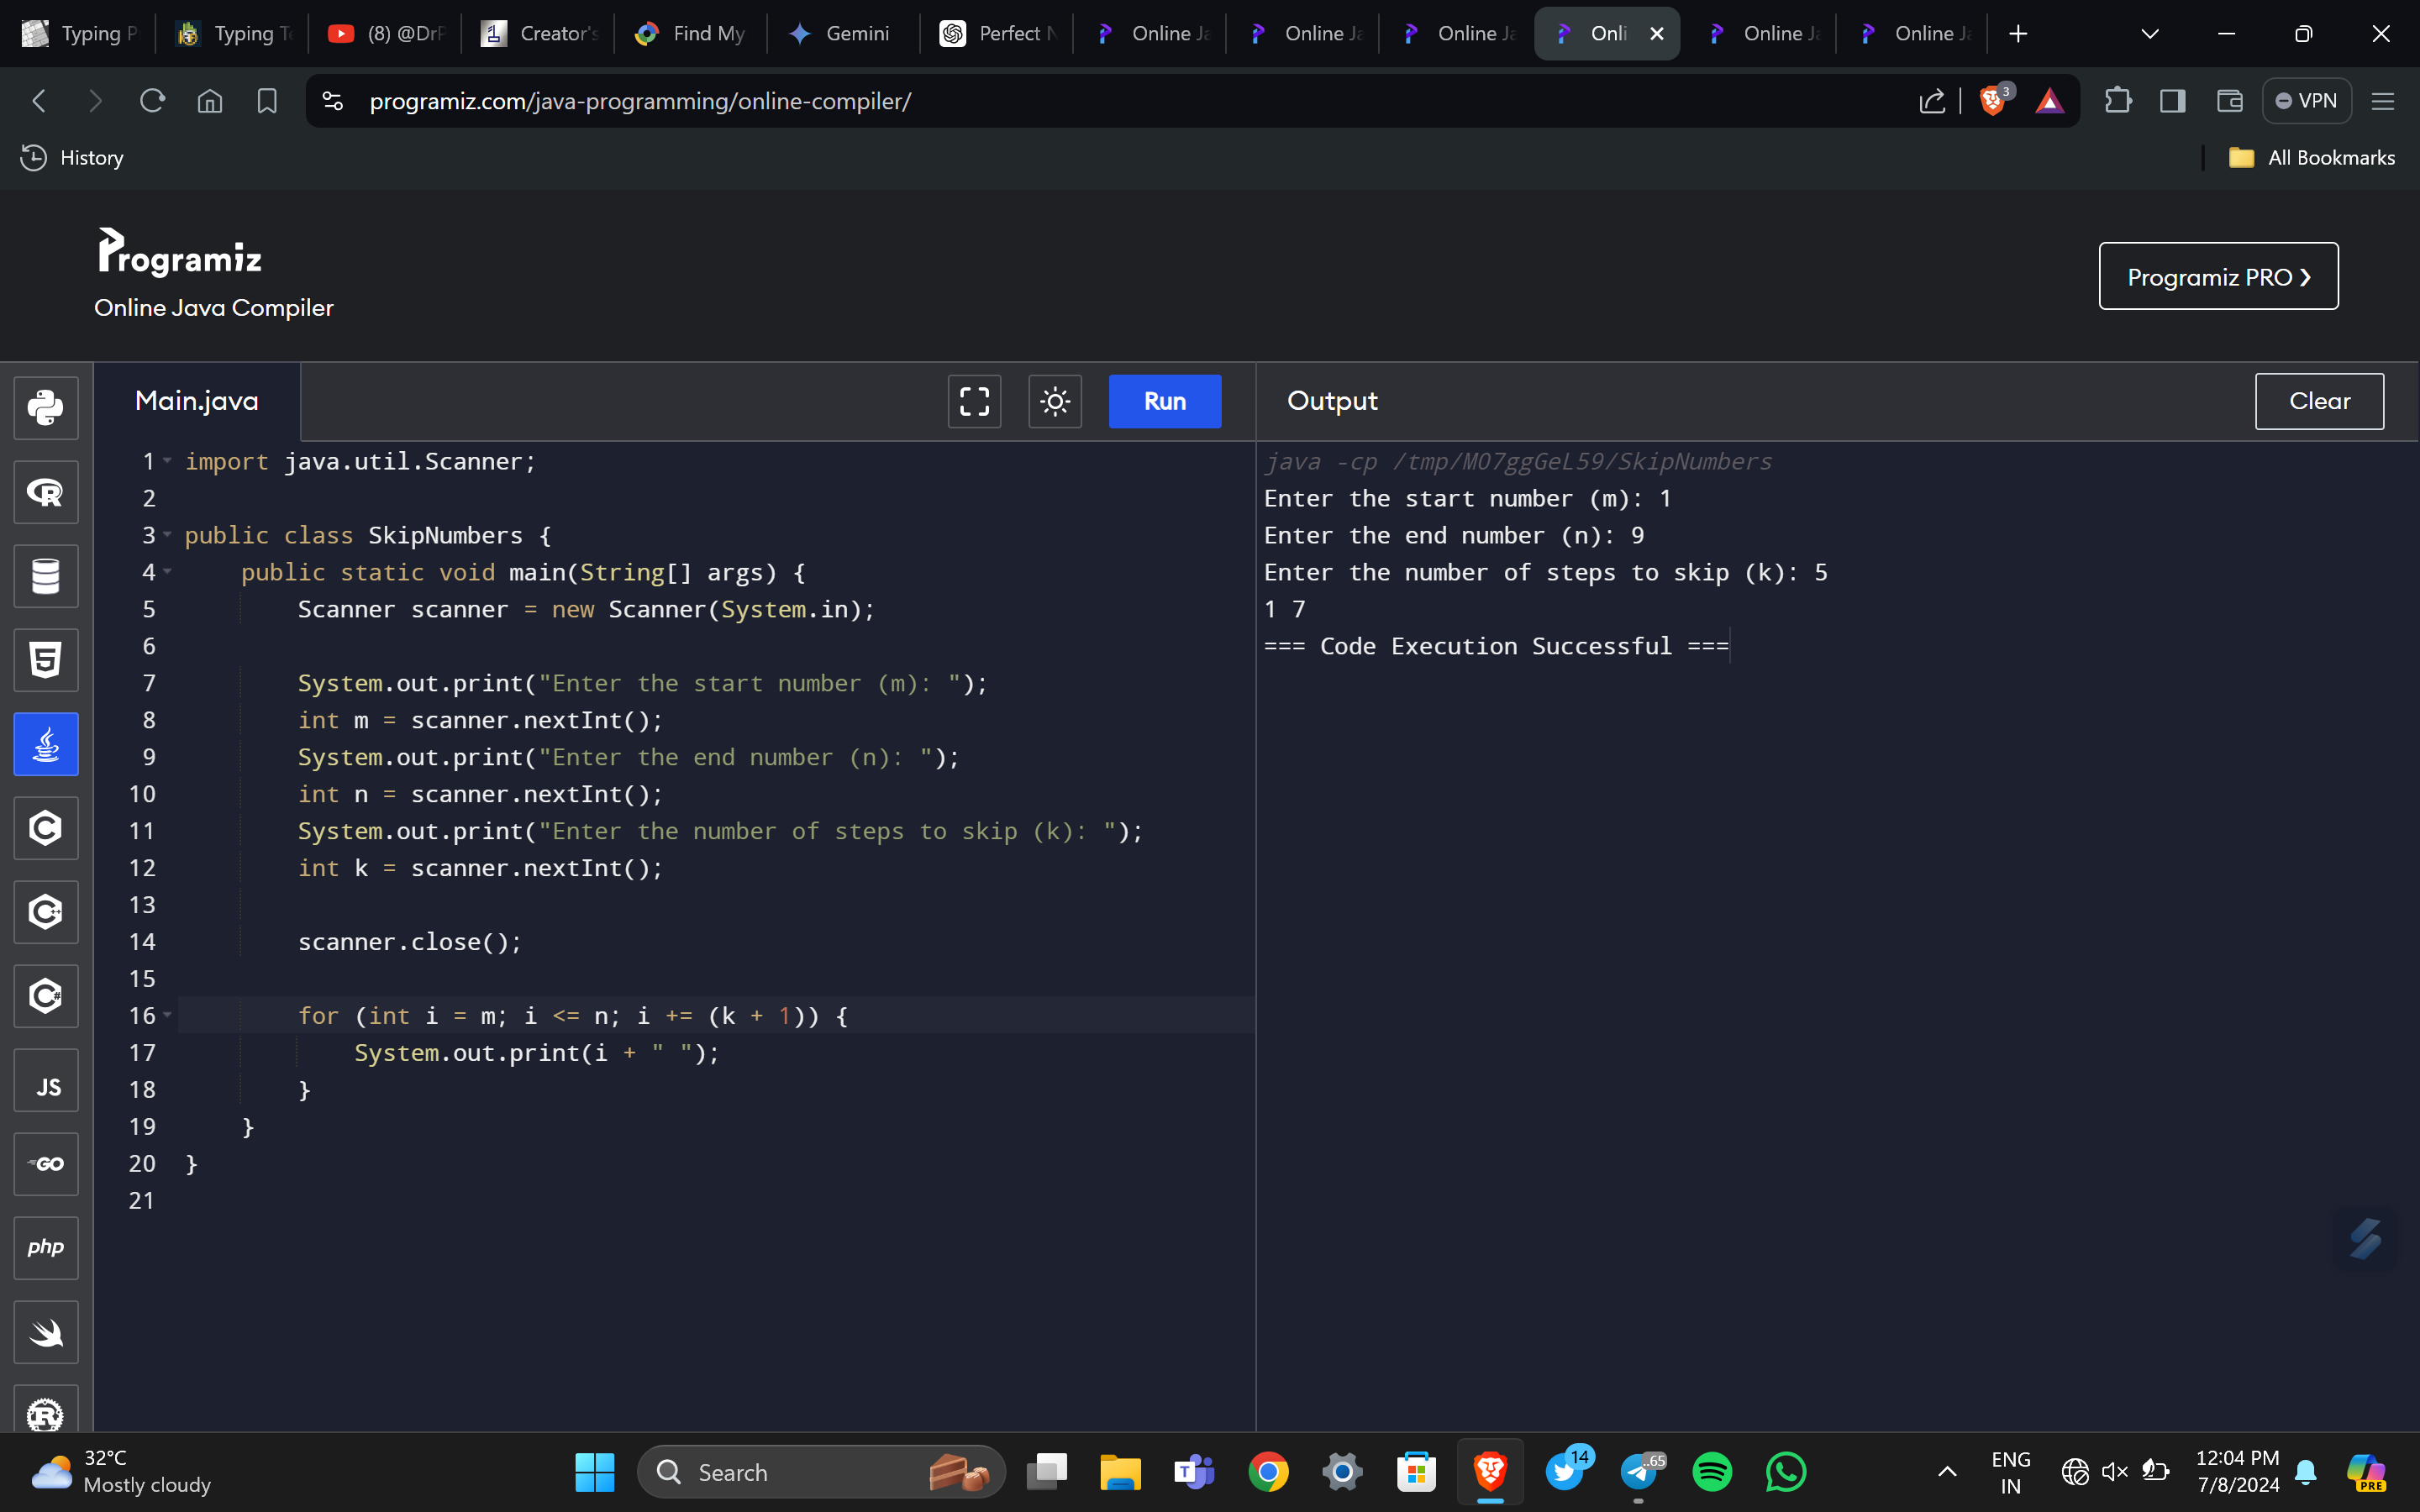 Typing P
Typing Te
(8) @DrP
Creator's
Find My
Gemini
Perfect N
Online Ja
Online Ja
Online Ja
Onli
Online Ja
Online Ja
programiz.com/java-programming/online-compiler/
3
VPN
History
All Bookmarks
Programiz
Online Java Compiler
Programiz PRO ❯
Main.java
Run
Output
Clear
1 import java.util.Scanner;
2
3 public class SkipNumbers {
4     public static void main(String[] args) {
5         Scanner scanner = new Scanner(System.in);
6
7         System.out.print("Enter the start number (m): ");
8         int m = scanner.nextInt();
9         System.out.print("Enter the end number (n): ");
10         int n = scanner.nextInt();
11         System.out.print("Enter the number of steps to skip (k): ");
12         int k = scanner.nextInt();
13
14         scanner.close();
15
16         for (int i = m; i <= n; i += (k + 1)) {
17             System.out.print(i + " ");
18         }
19     }
20 }
21
java -cp /tmp/MO7ggGeL59/SkipNumbers
Enter the start number (m): 1
Enter the end number (n): 9
Enter the number of steps to skip (k): 5
1 7
=== Code Execution Successful ===
R
5
C
C++
C#
JS
GO
php
R
32°C
Mostly cloudy
Search
T
14
..65
ENG
IN
12:04 PM
7/8/2024
PRE